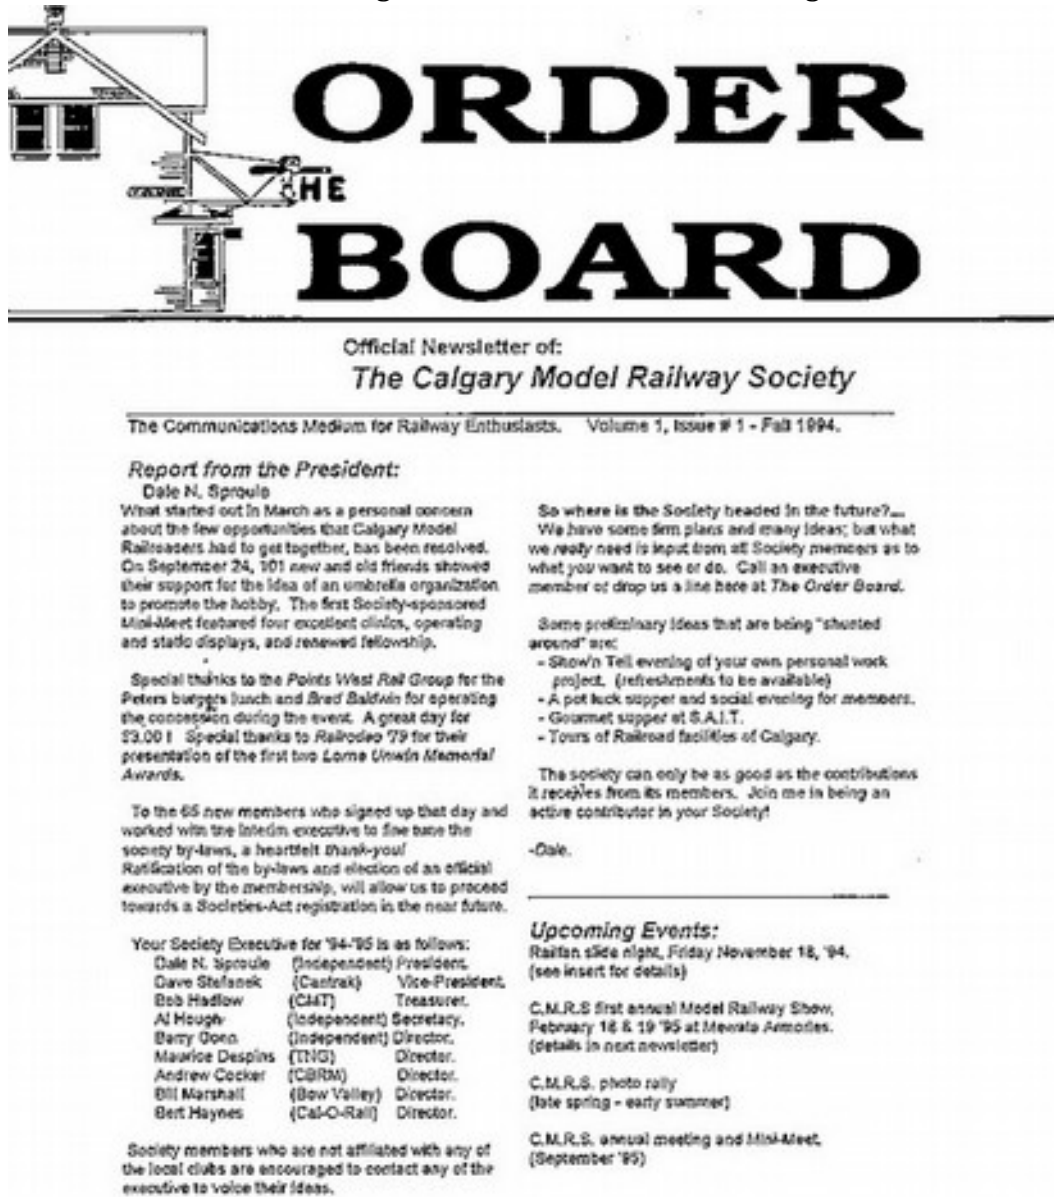 THE
ORDER
BOARD
Official Newsletter of:
The Calgary Model Railway Society
The Communications Medium for Railway Enthusiasts. Volume 1, Issue # 1 - Fall 1994.
Report from the President:
Dale N. Sproule
What started out in March as a personal concern
about the few opportunities that Calgary Model
Railroaders had to get together, has been resolved.
On September 24, 101 new and old friends showed
their support for the idea of an umbrella organization
to promote the hobby. The first Society-sponsored
Mini-Meet featured four excellent clinics, operating
and static displays, and renewed fellowship.
Special thanks to the Points West Rail Group for the
Peters burgers lunch and Brad Baldwin for operating
the concession during the event. A great day for
$3.00 ! Special thanks to Railrodeo '79 for their
presentation of the first two Lorne Unwin Memorial
Awards.
To the 65 new members who signed up that day and
worked with the interim executive to fine tune the
society by-laws, a heartfelt thank-you!
Ratification of the by-laws and election of an official
executive by the membership, will allow us to proceed
towards a Societies-Act registration in the near future.
Your Society Executive for '94-'95 is as follows:
Dale N. Sproule (Independent) President.
Dave Stefanek (Cantrak) Vice-President.
Bob Hadlow (CMT) Treasurer.
Al Hough (Independent) Secretary.
Barry (Independent) Director.
Maurice Despins (TNG) Director.
Andrew Cocker (CBRM) Director.
Bill Marshall (Bow Valley) Director.
Bert Haynes (Cal-O-Rail) Director.
Society members who are not affiliated with any of
the local clubs are encouraged to contact any of the
executive to voice their ideas.
So where is the Society headed in the future?....
We have some firm plans and many ideas; but what
we really need is input from all Society members as to
what you want to see or do. Call an executive
member or drop us a line here at The Order Board.
Some preliminary ideas that are being "shunted
around" are:
- Show'n Tell evening of your own personal work
project. (refreshments to be available)
- A pot luck supper and social evening for members.
- Gourmet supper at S.A.I.T.
- Tours of Railroad facilities of Calgary.
The society can only be as good as the contributions
it receives from its members. Join me in being an
active contributor in your Society!
-Dale.
Upcoming Events:
Railfan slide night, Friday November 18, '94.
(see insert for details)
C.M.R.S first annual Model Railway Show,
February 18 & 19 '95 at Mewata Armories.
(details in next newsletter)
C.M.R.S. photo rally
(late spring - early summer)
C.M.R.S. annual meeting and Mini-Meet,
(September '95)